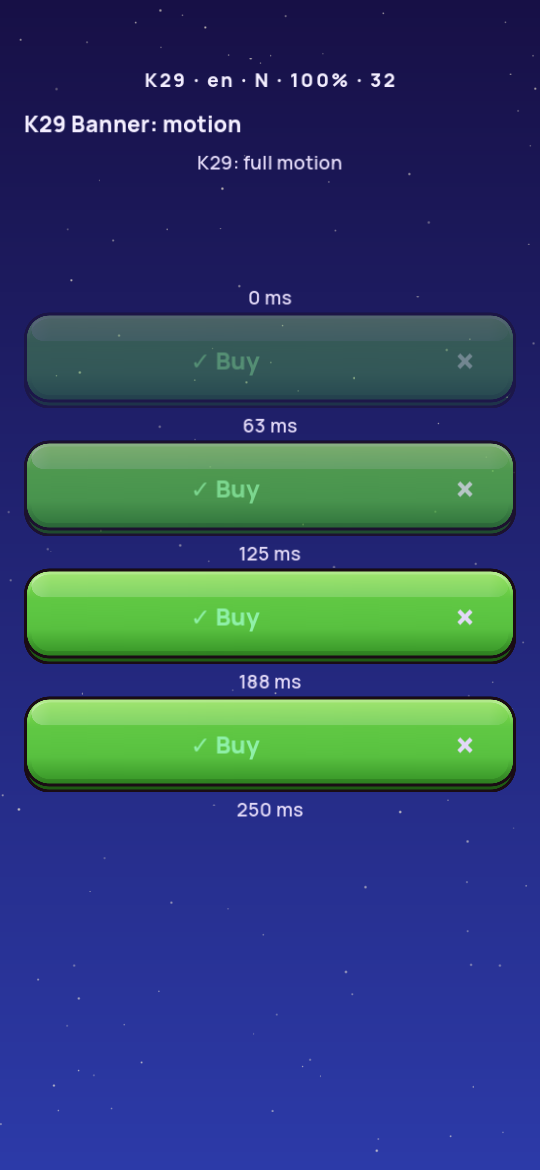 K29 · en · N · 100% · 32
K29 Banner: motion
K29: full motion
0 ms
✓ Buy ×
63 ms
✓ Buy ×
125 ms
✓ Buy ×
188 ms
✓ Buy ×
250 ms